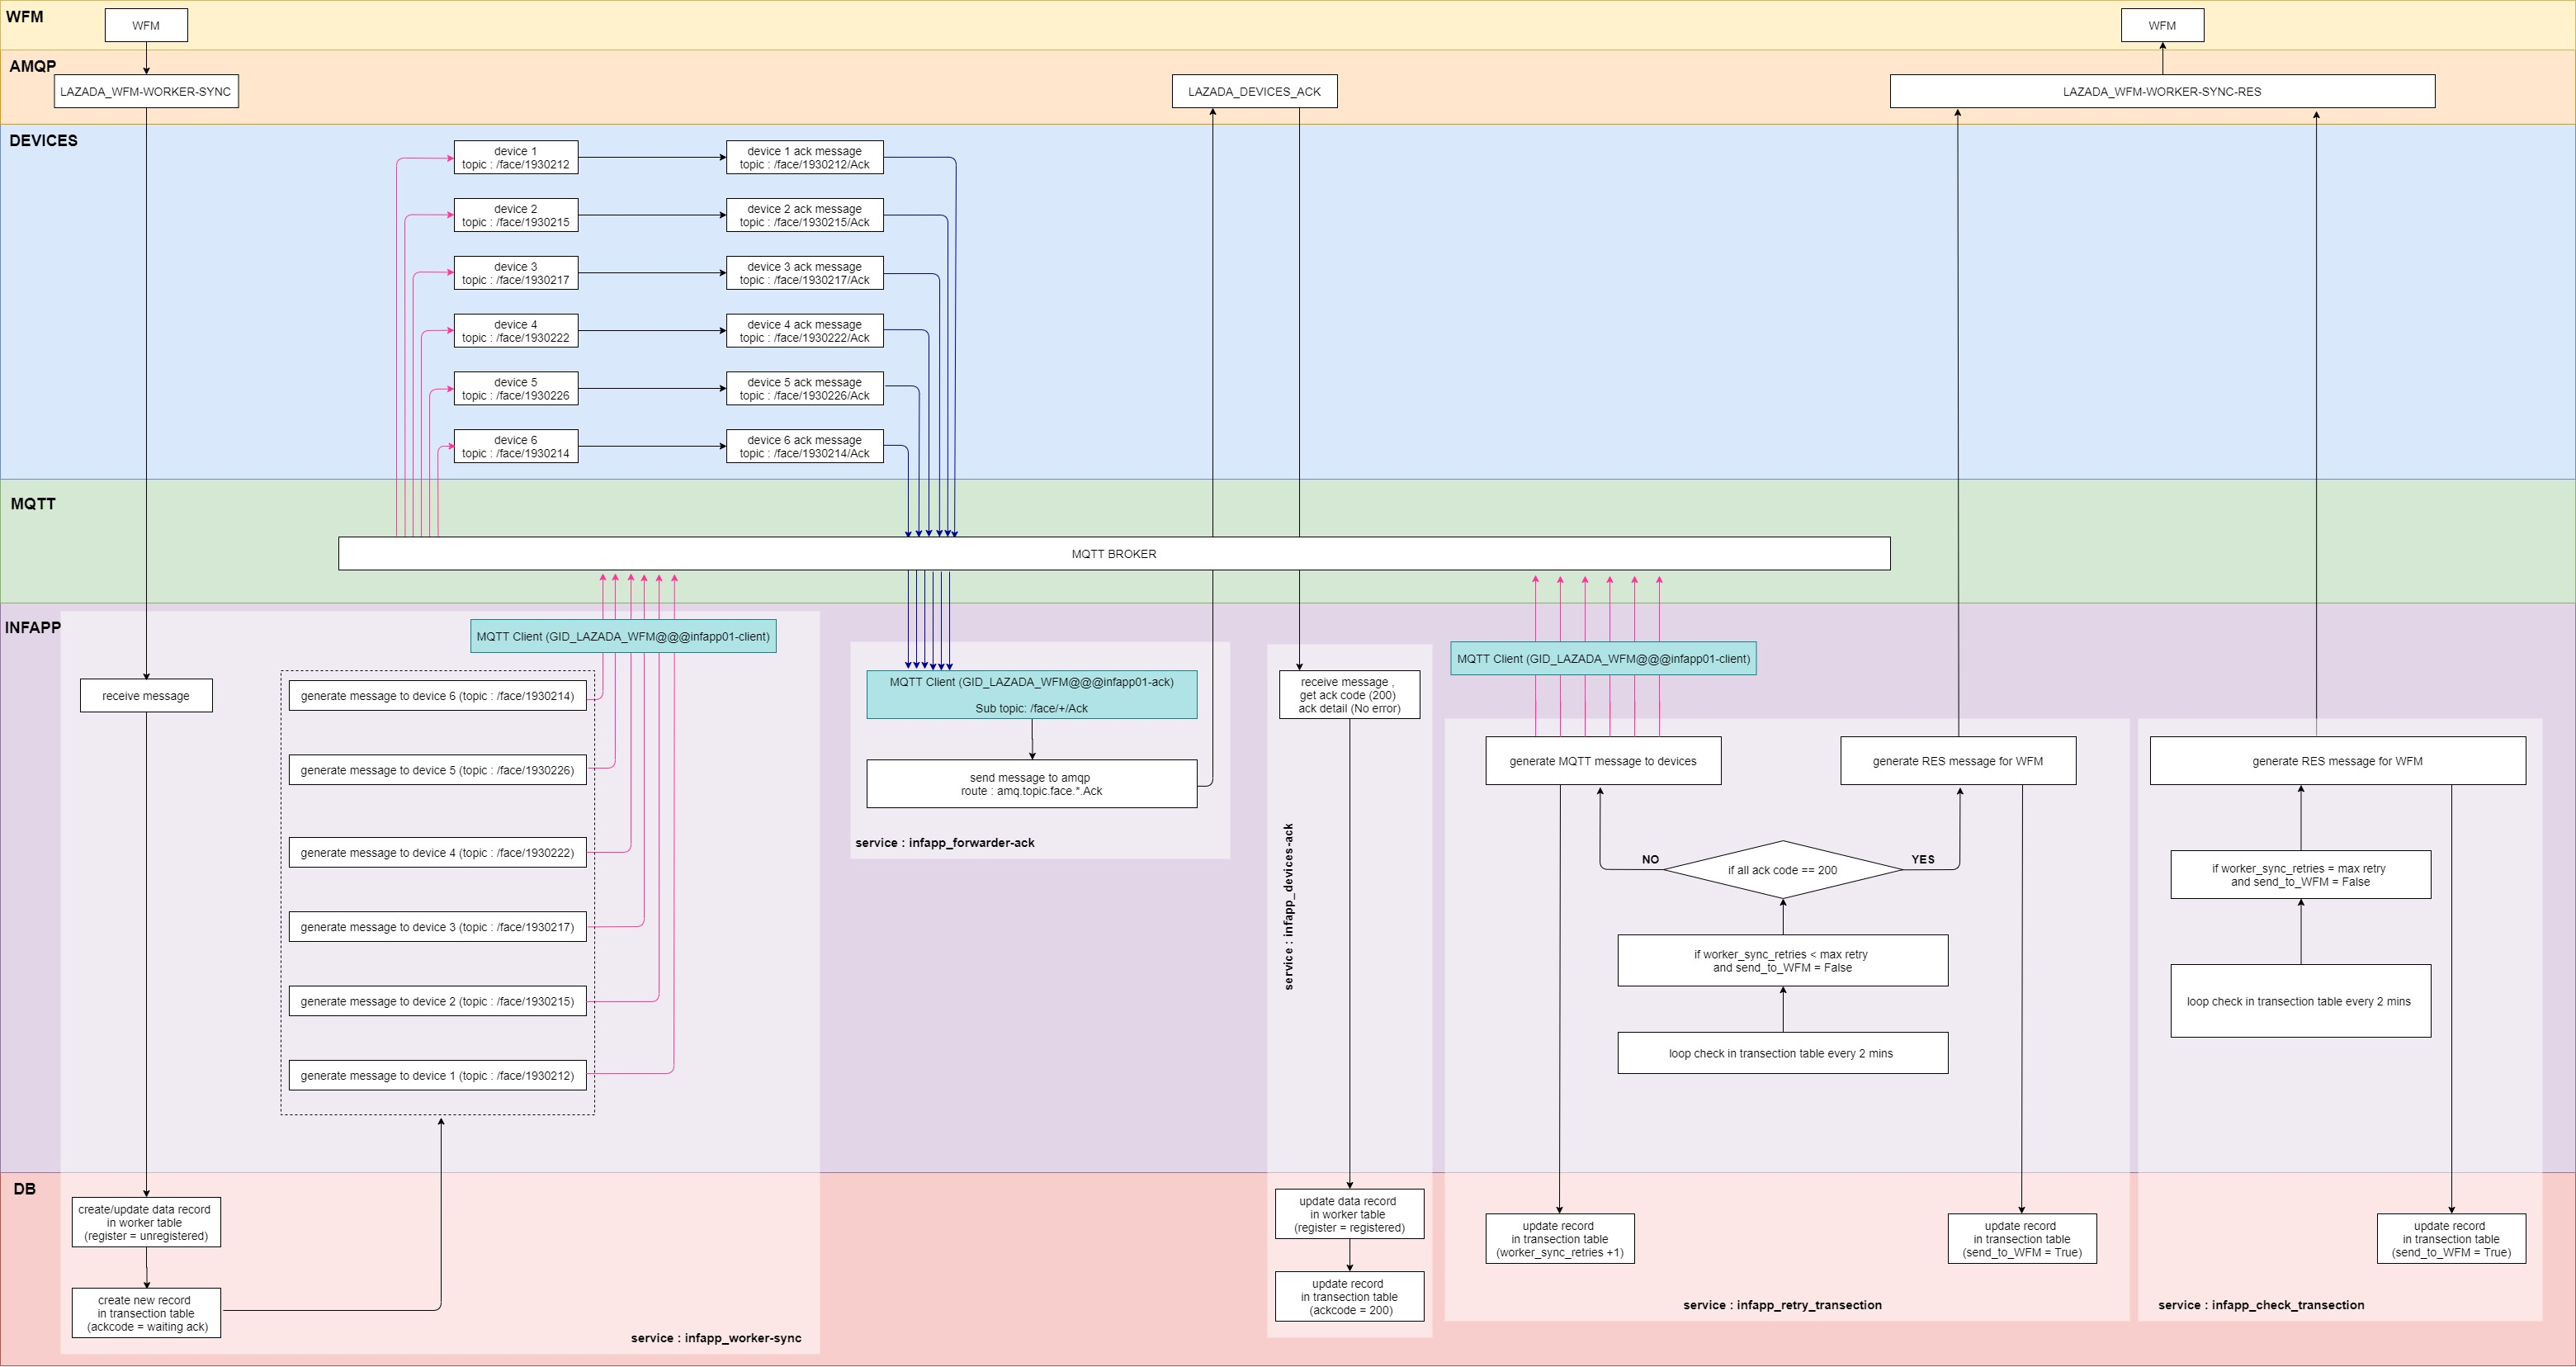 WFM
WFM
WFM
AMQP
LAZADA_WFM-WORKER-SYNC
LAZADA_DEVICES_ACK
LAZADA_WFM-WORKER-SYNC-RES
DEVICES
device 1
topic : /face/1930212
device 1 ack message
topic : /face/1930212/Ack
device 2
topic : /face/1930215
device 2 ack message
topic : /face/1930215/Ack
device 3
topic : /face/1930217
device 3 ack message
topic : /face/1930217/Ack
device 4
topic : /face/1930222
device 4 ack message
topic : /face/1930222/Ack
device 5
topic : /face/1930226
device 5 ack message
topic : /face/1930226/Ack
device 6
topic : /face/1930214
device 6 ack message
topic : /face/1930214/Ack
MQTT
MQTT BROKER
INFAPP
MQTT Client (GID_LAZADA_WFM@@@infapp01-client)
receive message
generate message to device 6 (topic : /face/1930214)
generate message to device 5 (topic : /face/1930226)
generate message to device 4 (topic : /face/1930222)
generate message to device 3 (topic : /face/1930217)
generate message to device 2 (topic : /face/1930215)
generate message to device 1 (topic : /face/1930212)
MQTT Client (GID_LAZADA_WFM@@@infapp01-ack)
Sub topic: /face/+/Ack
send message to amqp
route : amq.topic.face.*.Ack
service : infapp_forwarder-ack
receive message ,
get ack code (200)
ack detail (No error)
service : infapp_devices-ack
MQTT Client (GID_LAZADA_WFM@@@infapp01-client)
generate MQTT message to devices
generate RES message for WFM
NO
if all ack code == 200
YES
if worker_sync_retries < max retry
and send_to_WFM = False
loop check in transection table every 2 mins
generate RES message for WFM
if worker_sync_retries = max retry
and send_to_WFM = False
loop check in transection table every 2 mins
DB
create/update data record
in worker table
(register = unregistered)
create new record
in transection table
(ackcode = waiting ack)
service : infapp_worker-sync
update data record
in worker table
(register = registered)
update record
in transection table
(ackcode = 200)
update record
in transection table
(worker_sync_retries +1)
update record
in transection table
(send_to_WFM = True)
service : infapp_retry_transection
update record
in transection table
(send_to_WFM = True)
service : infapp_check_transection